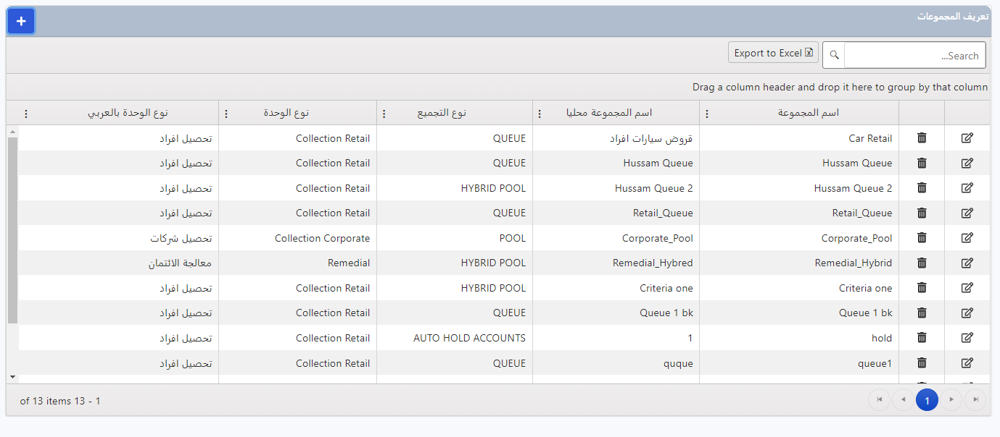 تعريف المجموعات
+
Search...
Export to Excel
Drag a column header and drop it here to group by that column
اسم المجموعة اسم المجموعة محليا نوع التجميع نوع الوحدة نوع الوحدة بالعربي
Car Retail قروض سيارات افراد QUEUE Collection Retail تحصيل افراد
Hussam Queue Hussam Queue QUEUE Collection Retail تحصيل افراد
Hussam Queue 2 Hussam Queue 2 HYBRID POOL Collection Retail تحصيل افراد
Retail_Queue Retail_Queue QUEUE Collection Retail تحصيل افراد
Corporate_Pool Corporate_Pool POOL Collection Corporate تحصيل شركات
Remedial_Hybrid Remedial_Hybred HYBRID POOL Remedial معالجة الائتمان
Criteria one Criteria one HYBRID POOL Collection Retail تحصيل افراد
Queue 1 bk Queue 1 bk QUEUE Collection Retail تحصيل افراد
hold 1 AUTO HOLD ACCOUNTS Collection Retail تحصيل افراد
queue1 quque QUEUE Collection Retail تحصيل افراد
1
of 13 items 13 - 1